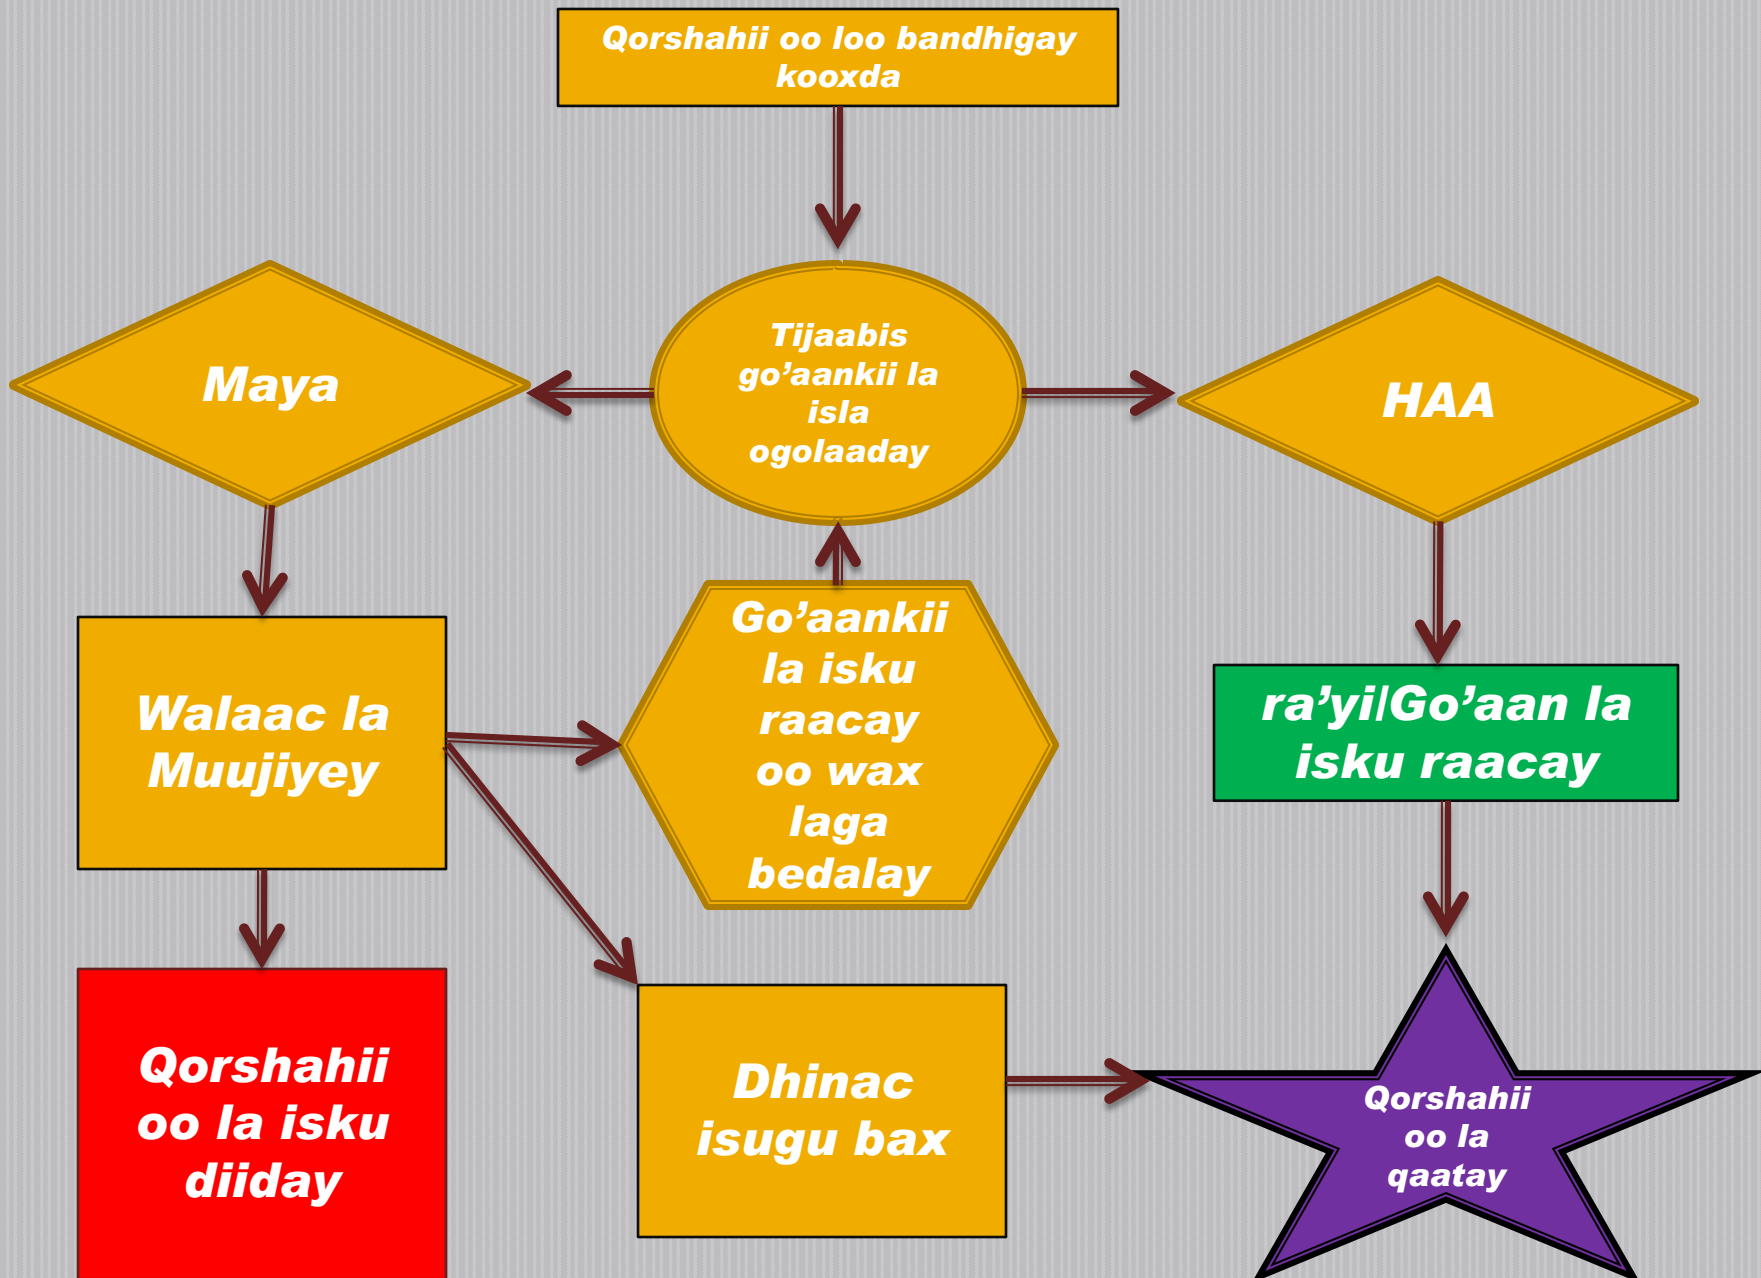 Qorshahii oo loo bandhigay
kooxda
Tijaabis
go’aankii la
isla
ogolaaday
Maya
HAA
Go’aankii
la isku
raacay
oo wax
laga
bedalay
Walaac la
Muujiyey
ra’yi/Go’aan la
isku raacay
Qorshahii
oo la isku
diiday
Dhinac
isugu bax
Qorshahii
oo la
qaatay